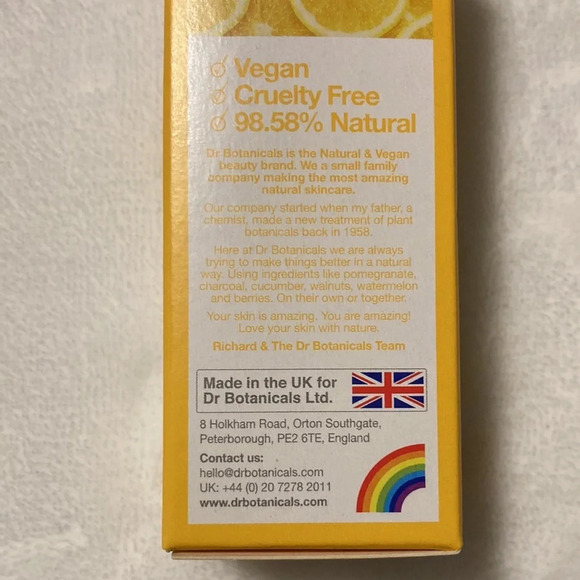 Vegan
Cruelty Free
98.58% Natural
Dr Botanicals is the Natural & Vegan
beauty brand. We a small family
company making the most amazing
natural skincare.
Our company started when my father, a
chemist, made a new treatment of plant
botanicals back in 1958.
Here at Dr Botanicals we are always
trying to make things better in a natural
way. Using ingredients like pomegranate,
charcoal, cucumber, walnuts, watermelon
and berries. On their own or together.
Your skin is amazing. You are amazing!
Love your skin with nature.
Richard & The Dr Botanicals Team
Made in the UK for
Dr Botanicals Ltd.
8 Holkham Road, Orton Southgate,
Peterborough, PE2 6TE, England
Contact us:
hello@drbotanicals.com
UK: +44 (0) 20 7278 2011
www.drbotanicals.com